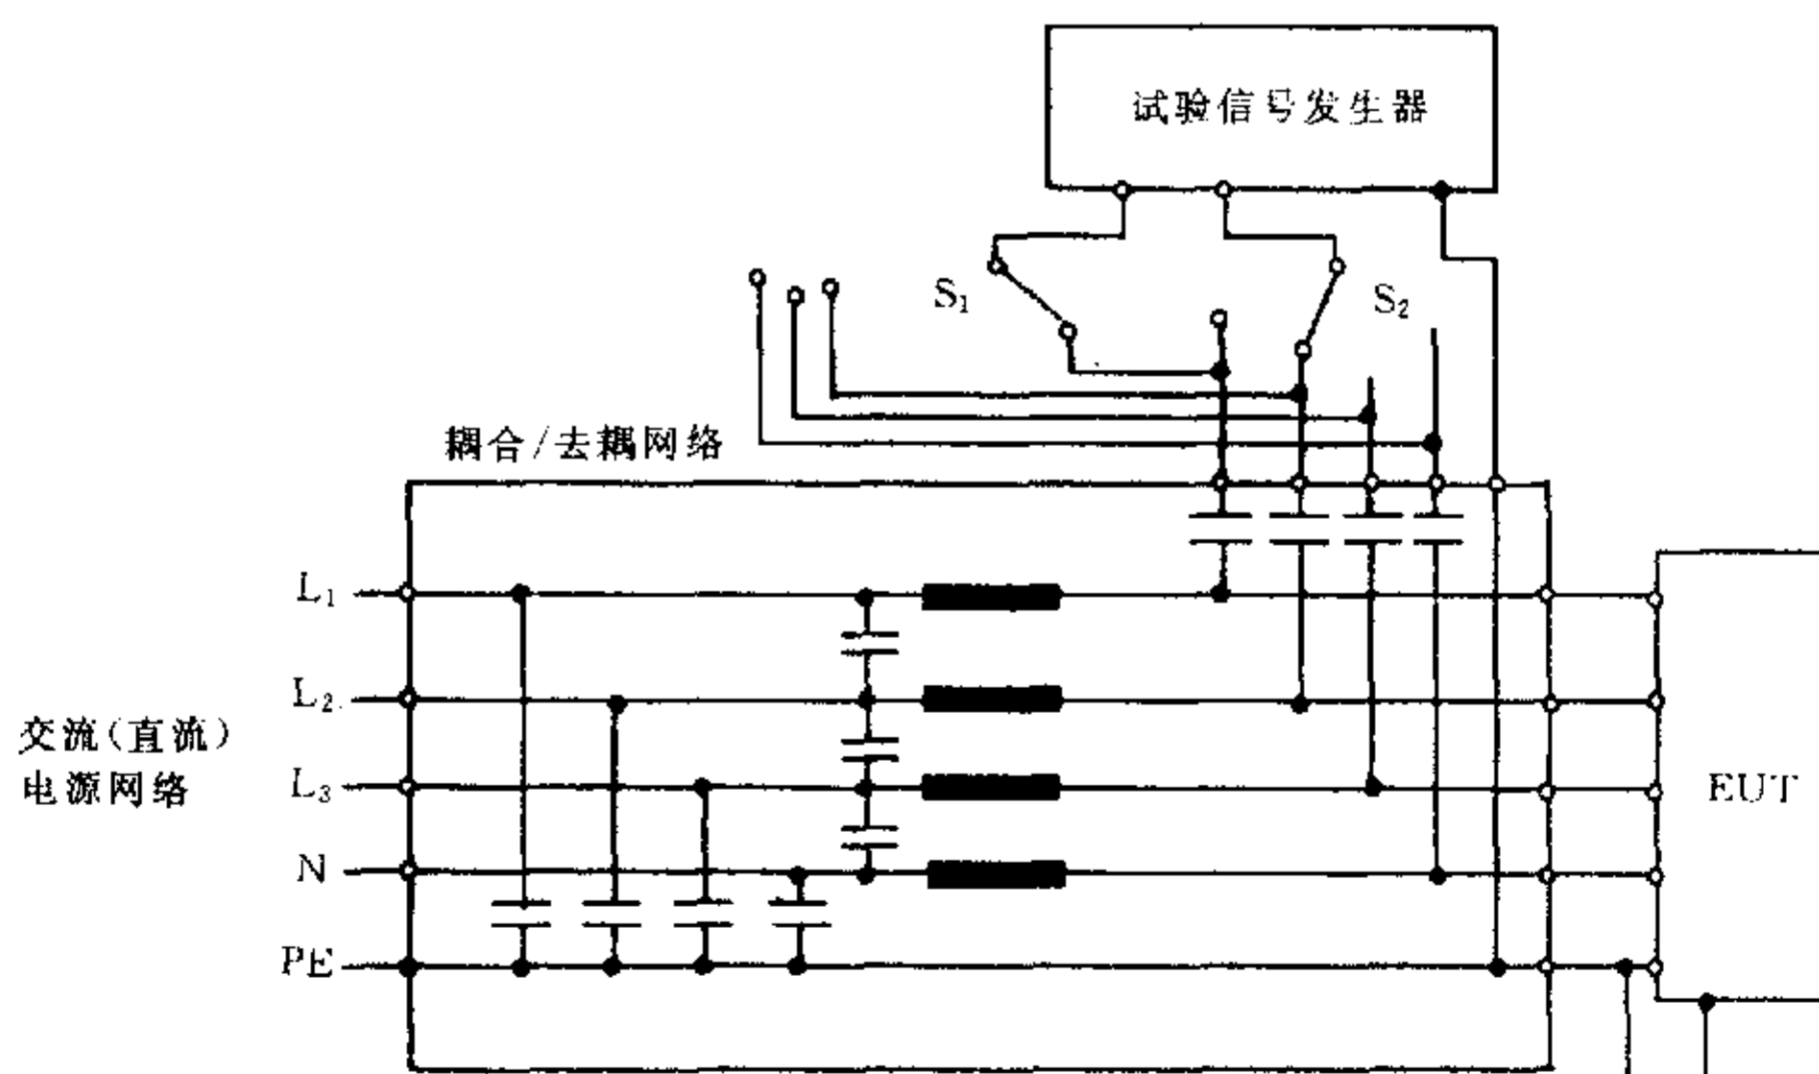 试验信号发生器
S₁
S₂
耦合/去耦网络
L₁
L₂
L₃
N
PE
交流(直流)
电源网络
EUT